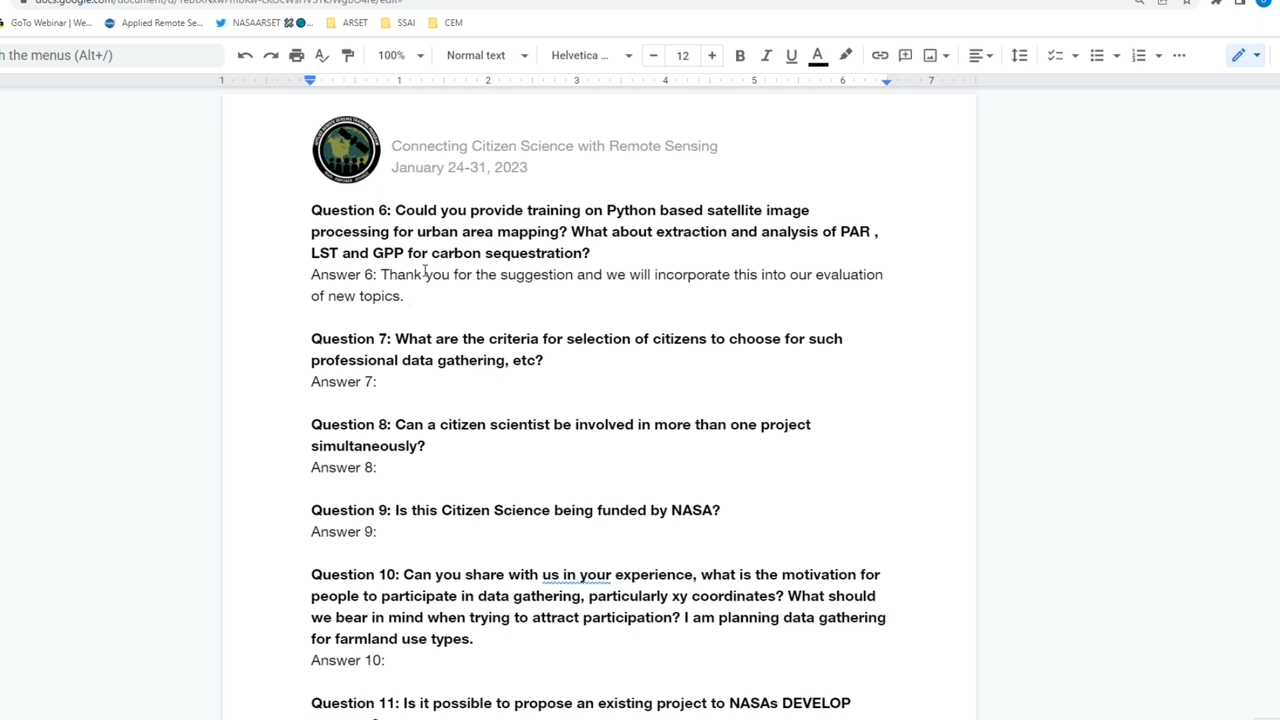 GoTo Webinar | We...
Applied Remote Se...
NASAARSET
ARSET
SSAI
CEM
h the menus (Alt+/)
100%
Normal text
Helvetica ...
12
1 1 2 3 4 5 6 7
Connecting Citizen Science with Remote Sensing
January 24-31, 2023
Question 6: Could you provide training on Python based satellite image
processing for urban area mapping? What about extraction and analysis of PAR ,
LST and GPP for carbon sequestration?
Answer 6: Thank you for the suggestion and we will incorporate this into our evaluation
of new topics.
Question 7: What are the criteria for selection of citizens to choose for such
professional data gathering, etc?
Answer 7:
Question 8: Can a citizen scientist be involved in more than one project
simultaneously?
Answer 8:
Question 9: Is this Citizen Science being funded by NASA?
Answer 9:
Question 10: Can you share with us in your experience, what is the motivation for
people to participate in data gathering, particularly xy coordinates? What should
we bear in mind when trying to attract participation? I am planning data gathering
for farmland use types.
Answer 10:
Question 11: Is it possible to propose an existing project to NASAs DEVELOP